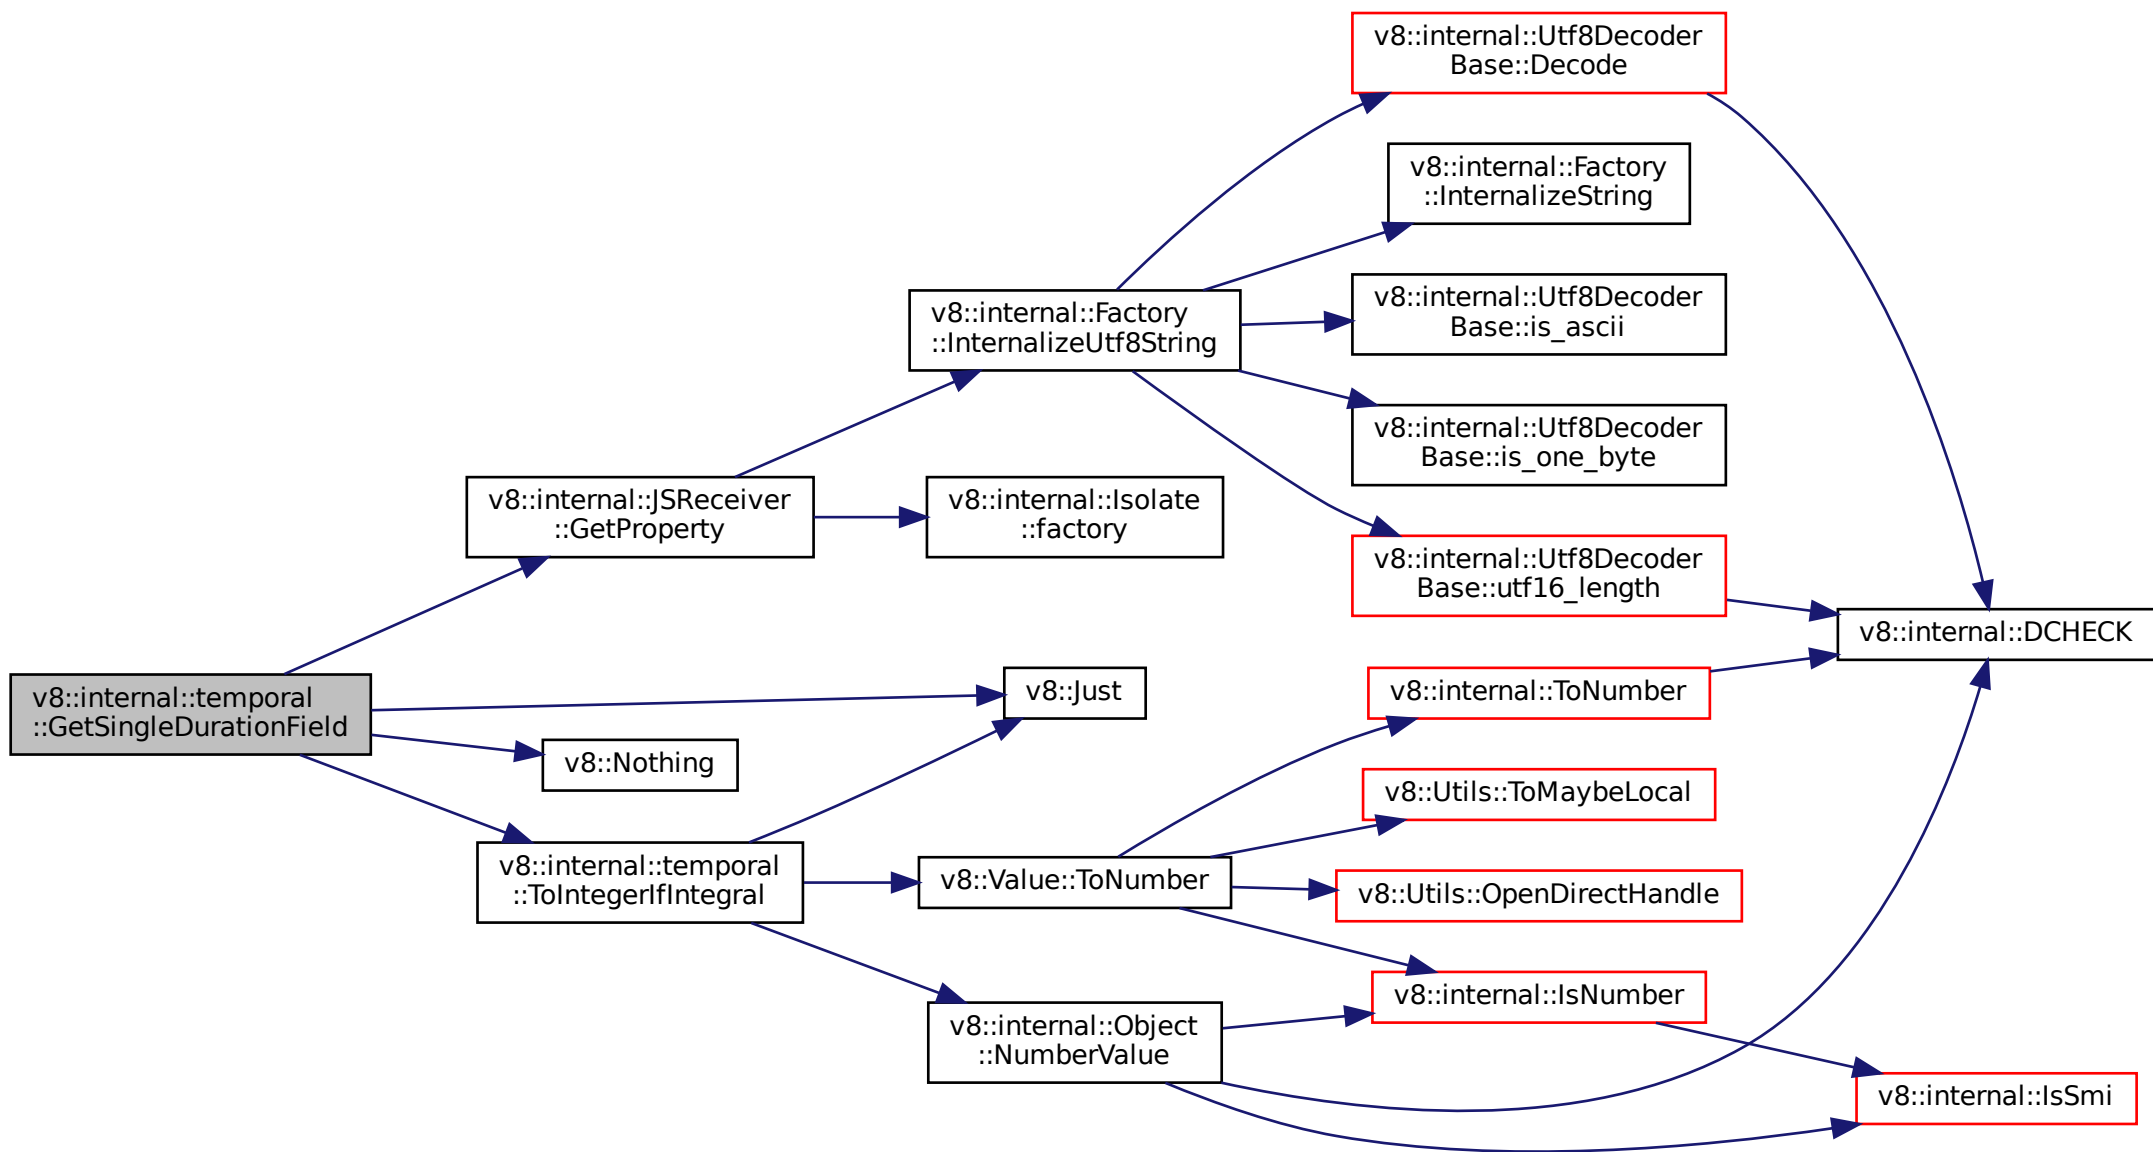 v8::internal::temporal
::GetSingleDurationField
v8::internal::JSReceiver
::GetProperty
v8::internal::Factory
::InternalizeUtf8String
v8::internal::Utf8Decoder
Base::Decode
v8::internal::Factory
::InternalizeString
v8::internal::Utf8Decoder
Base::is_ascii
v8::internal::Utf8Decoder
Base::is_one_byte
v8::internal::Utf8Decoder
Base::utf16_length
v8::internal::DCHECK
v8::internal::Isolate
::factory
v8::Just
v8::Nothing
v8::internal::temporal
::ToIntegerIfIntegral
v8::Value::ToNumber
v8::internal::ToNumber
v8::Utils::ToMaybeLocal
v8::Utils::OpenDirectHandle
v8::internal::IsNumber
v8::internal::Object
::NumberValue
v8::internal::IsSmi